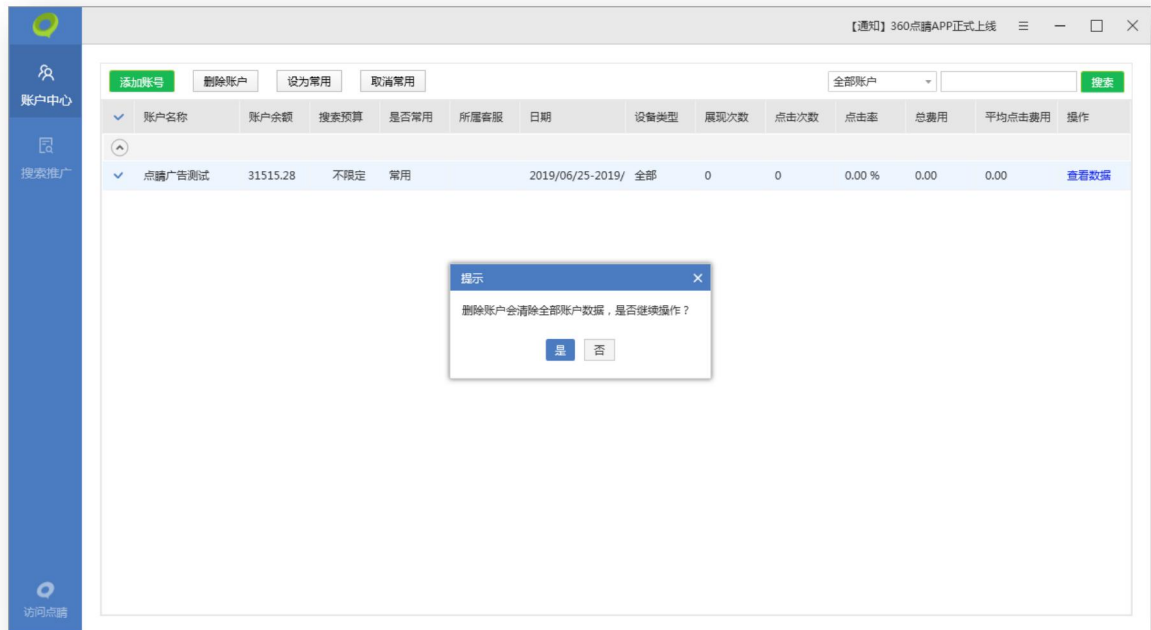 【通知】360点睛APP正式上线
账户中心
搜索推广
访问点睛
添加账号 删除账户 设为常用 取消常用 全部账户 搜索
账户名称 账户余额 搜索预算 是否常用 所属客服 日期 设备类型 展现次数 点击次数 点击率 总费用 平均点击费用 操作
点睛广告测试 31515.28 不限定 常用 2019/06/25-2019/ 全部 0 0 0.00 % 0.00 0.00 查看数据
提示
删除账户会清除全部账户数据，是否继续操作？
是 否